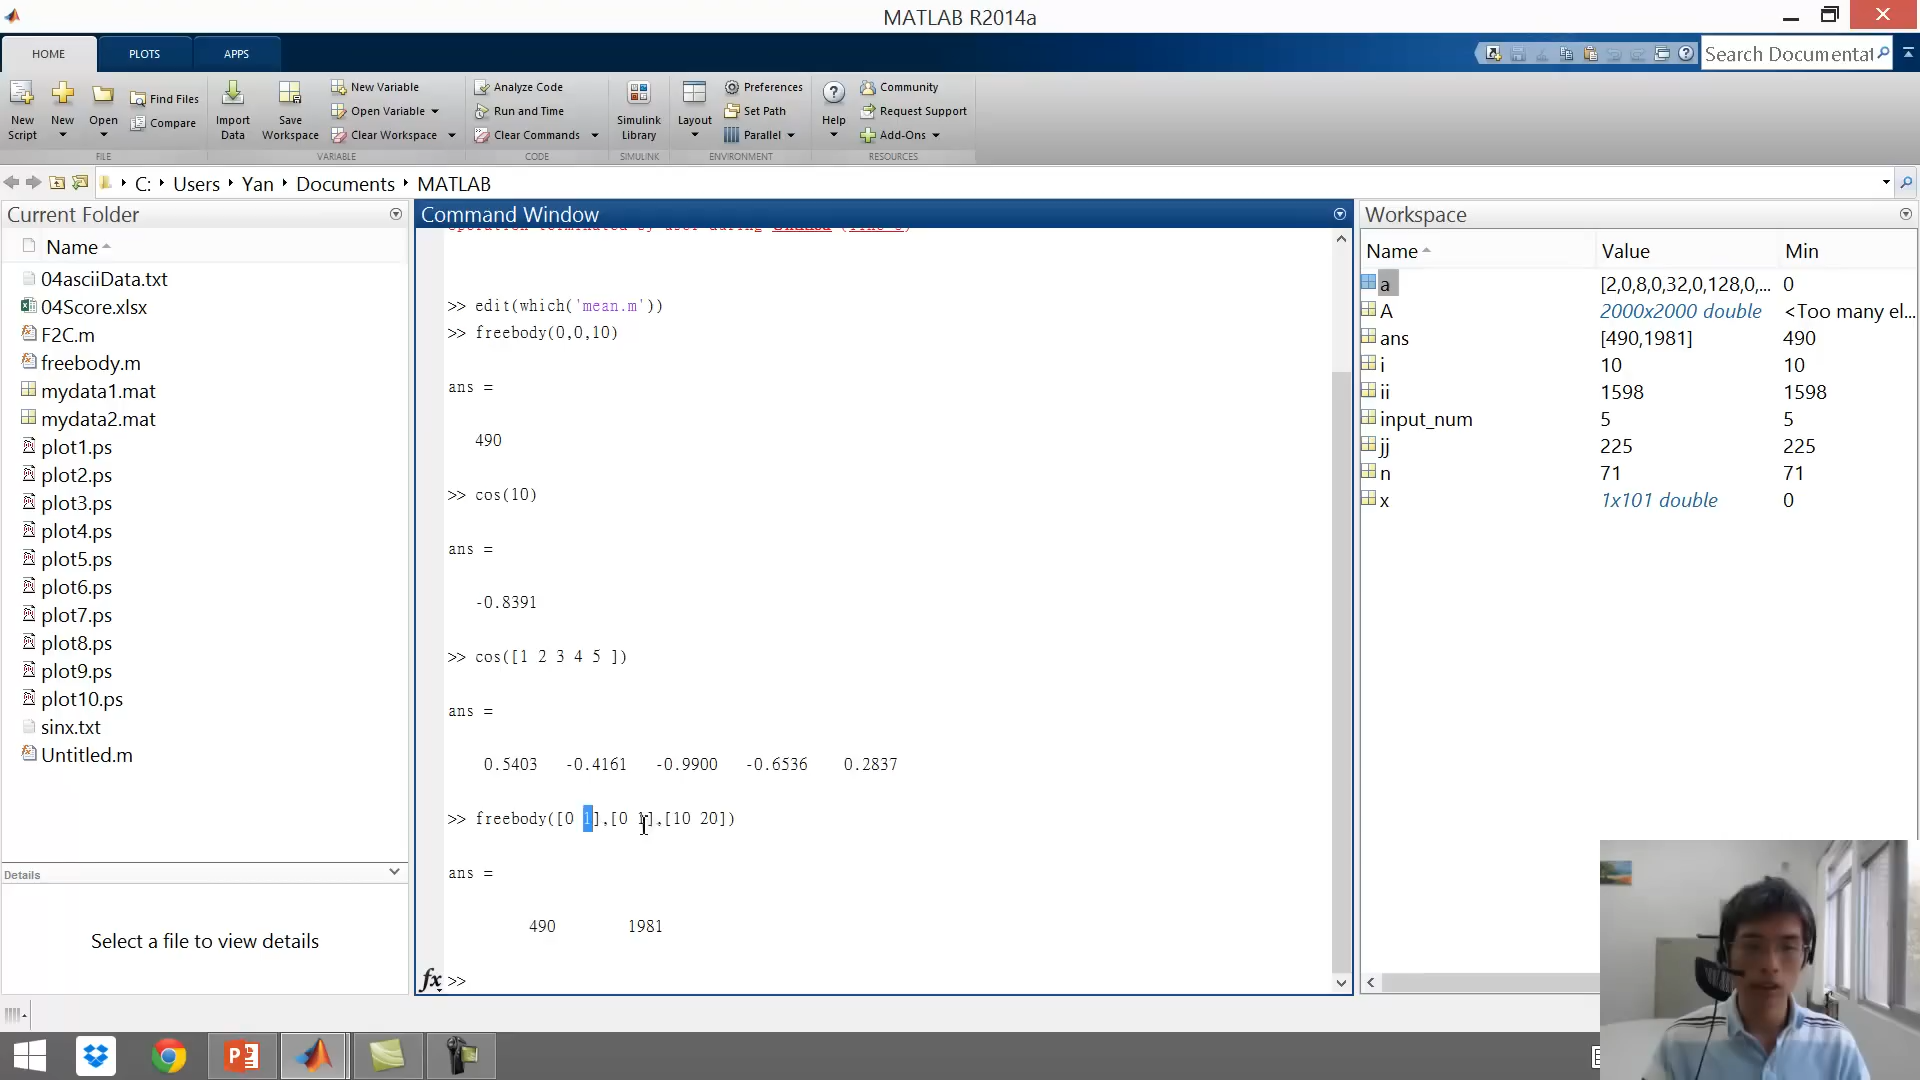 MATLAB R2014a
HOME PLOTS APPS
Search Documentat
New Script
New
Open
Find Files
Compare
Import Data
Save Workspace
New Variable
Open Variable
Clear Workspace
Analyze Code
Run and Time
Clear Commands
Simulink Library
Layout
Preferences
Set Path
Parallel
Help
Community
Request Support
Add-Ons
FILE VARIABLE CODE SIMULINK ENVIRONMENT RESOURCES
C: Users Yan Documents MATLAB
Current Folder
Name
04asciiData.txt
04Score.xlsx
F2C.m
freebody.m
mydata1.mat
mydata2.mat
plot1.ps
plot2.ps
plot3.ps
plot4.ps
plot5.ps
plot6.ps
plot7.ps
plot8.ps
plot9.ps
plot10.ps
sinx.txt
Untitled.m
Details
Select a file to view details
Command Window
>> edit(which('mean.m'))
>> freebody(0,0,10)
ans =
490
>> cos(10)
ans =
-0.8391
>> cos([1 2 3 4 5 ])
ans =
0.5403 -0.4161 -0.9900 -0.6536 0.2837
>> freebody([0 1],[0 1],[10 20])
ans =
490 1981
fx >>
Workspace
Name Value Min
a [2,0,8,0,32,0,128,0,... 0
A 2000x2000 double <Too many el...
ans [490,1981] 490
i 10 10
ii 1598 1598
input_num 5 5
jj 225 225
n 71 71
x 1x101 double 0